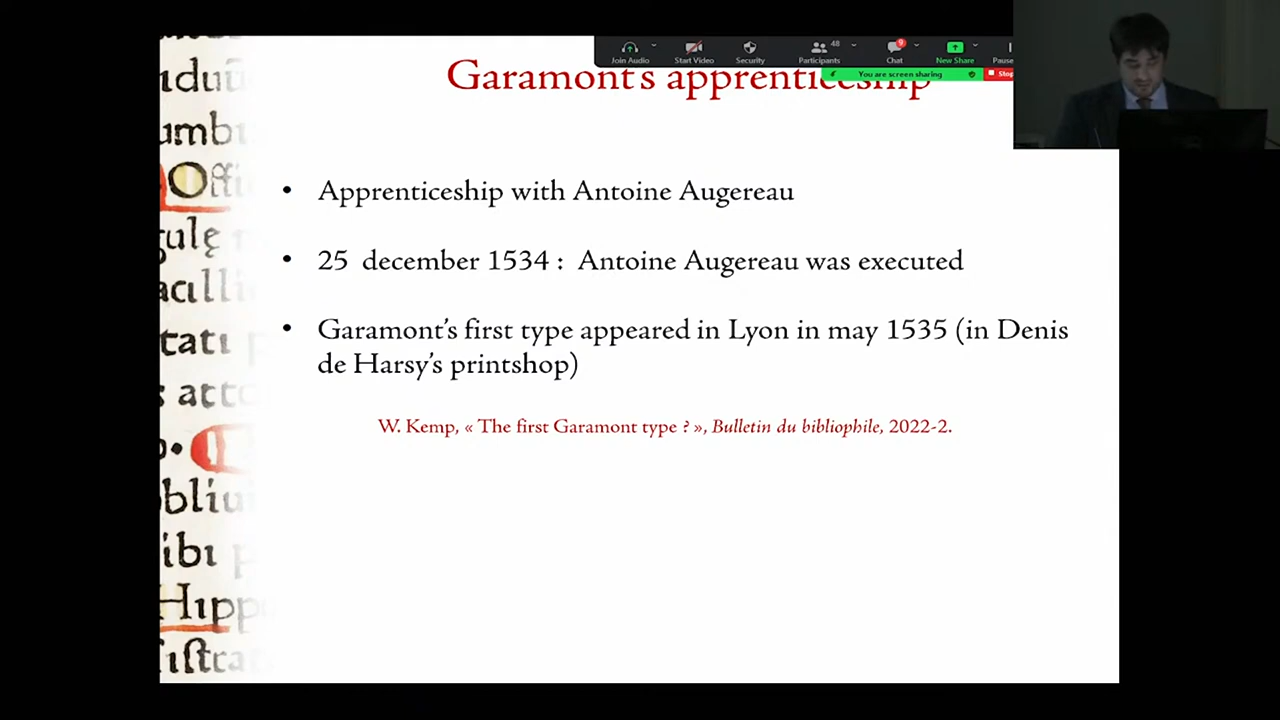 Join Audio
Start Video
Security
Participants
48
Chat
9
New Share
You are screen sharing
Garamont's apprenticeship
• Apprenticeship with Antoine Augereau
• 25 december 1534 : Antoine Augereau was executed
• Garamont's first type appeared in Lyon in may 1535 (in Denis
de Harsy's printshop)
W. Kemp, « The first Garamont type ? », Bulletin du bibliophile, 2022-2.